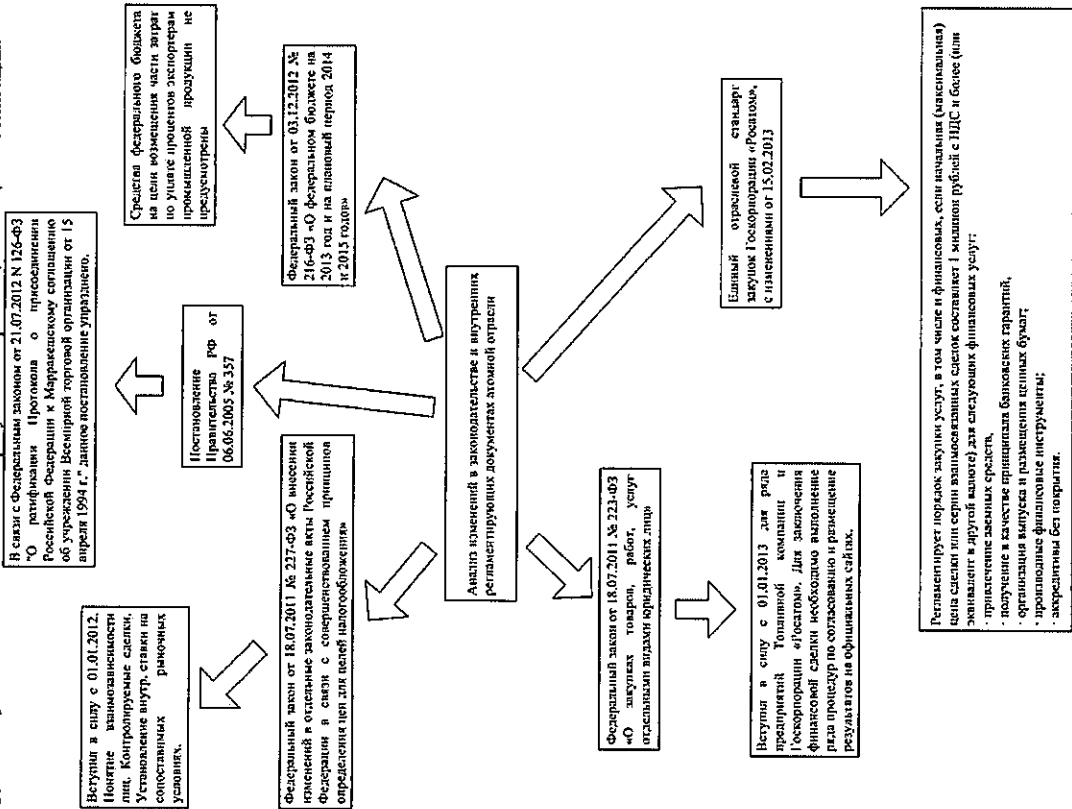 В связи с Федеральным законом от 21.07.2012 N 126-ФЗ
"О ратификации Протокола о присоединении
Российской Федерации к Марракешскому соглашению
об учреждении Всемирной торговой организации от 15
апреля 1994 г." данное постановление упразднено.
Средства федерального бюджета
на цели возмещения части затрат
по уплате процентов экспортерам
промышленной продукции не
предусмотрены
Вступил в силу с 01.01.2012.
Понятие взаимозависимости
лиц. Контролируемые сделки.
Установление внутр. ставки на
сопоставимых рыночных
условиях.
Постановление
Правительства РФ от
06.06.2005 № 357
Федеральный закон от 03.12.2012 №
216-ФЗ «О федеральном бюджете на
2013 год и на плановый период 2014
и 2015 годов»
Федеральный закон от 18.07.2011 № 227-ФЗ «О внесении
изменений в отдельные законодательные акты Российской
Федерации в связи с совершенствованием принципов
определения цен для целей налогообложения»
Анализ изменений в законодательстве и внутренних
регламентирующих документах атомной отрасли
Федеральный закон от 18.07.2011 № 223-ФЗ
«О закупках товаров, работ, услуг
отдельными видами юридических лиц»
Единый отраслевой стандарт
закупок Госкорпорации «Росатом»,
с изменениями от 15.02.2013
Вступил в силу с 01.01.2013 для ряда
предприятий Топливной компании и
Госкорпорации «Росатом». Для заключения
финансовой сделки необходимо выполнение
ряда процедур по согласованию и размещение
результатов на официальных сайтах.
Регламентирует порядок закупки услуг, в том числе и финансовых, если начальная (максимальная)
цена сделки или серии взаимосвязанных сделок составляет 1 миллион рублей с НДС и более (или
эквивалент в другой валюте) для следующих финансовых услуг:
· привлечение заемных средств,
· получение в качестве принципала банковских гарантий,
· организация выпуска и размещения ценных бумаг;
· производные финансовые инструменты;
· аккредитивы без покрытия.